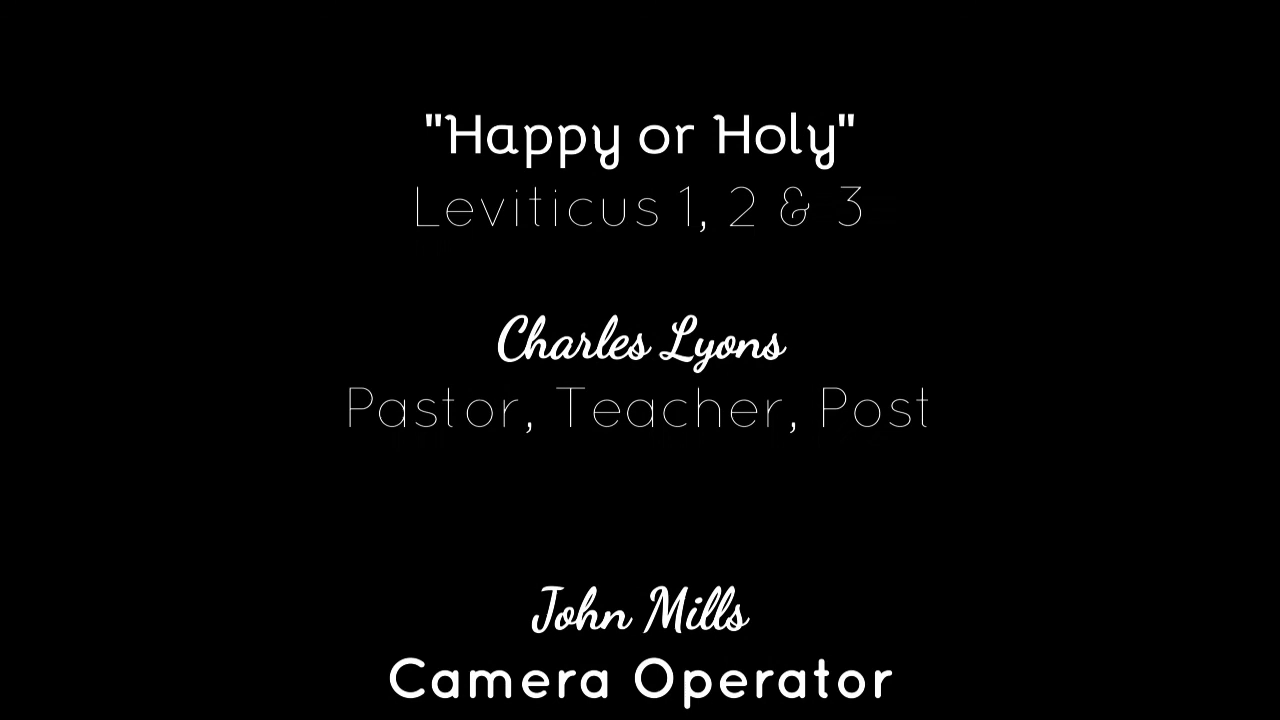 "Happy or Holy"
Leviticus 1, 2 & 3
Charles Lyons
Pastor, Teacher, Post
John Mills
Camera Operator